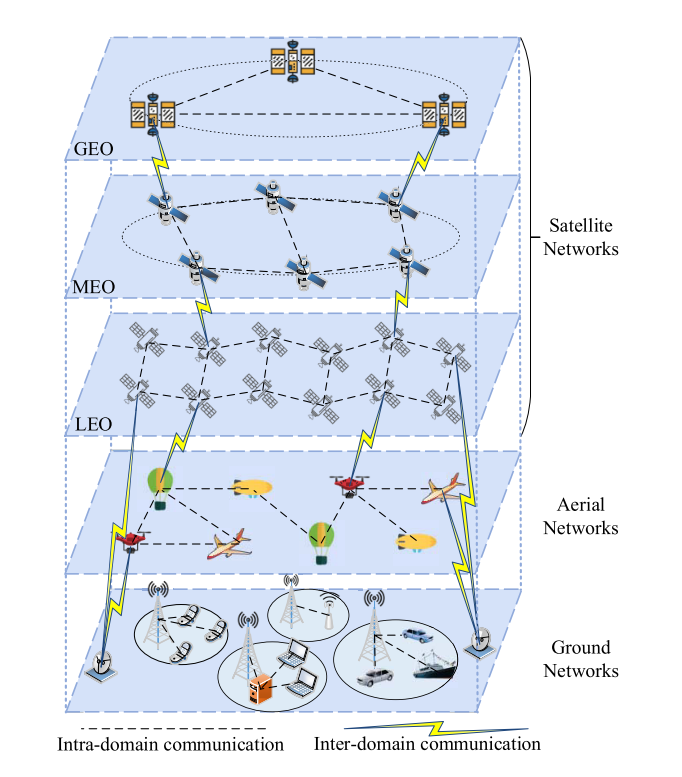 GEO
MEO
Satellite
Networks
LEO
Aerial
Networks
Ground
Networks
Intra-domain communication
Inter-domain communication